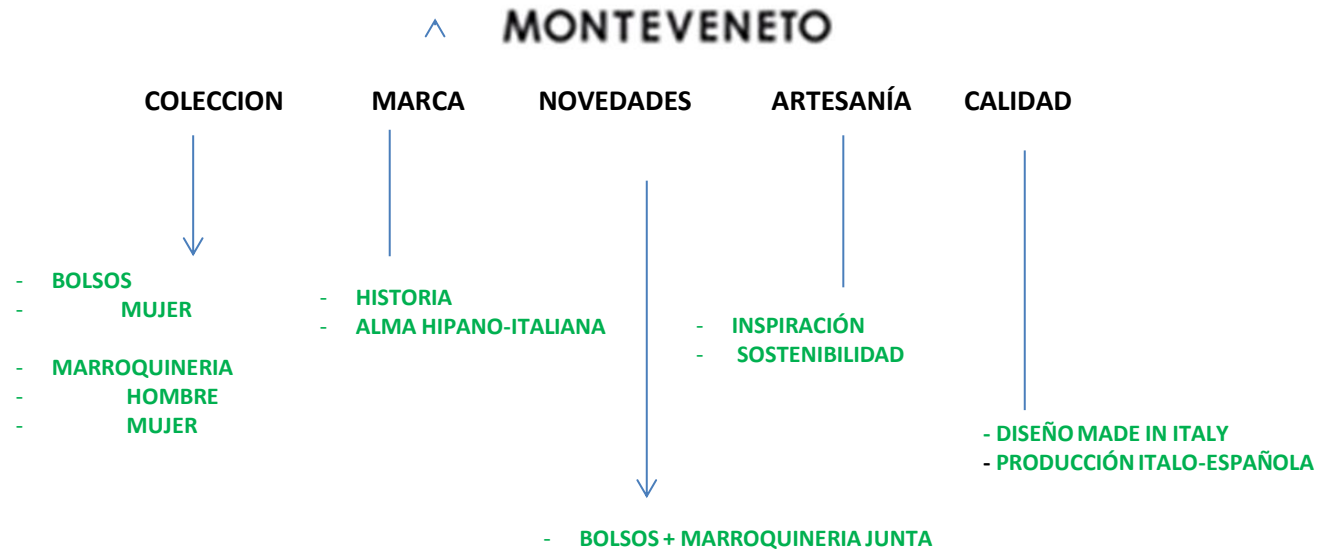 MONTEVENETO
COLECCION MARCA NOVEDADES ARTESANÍA CALIDAD
- BOLSOS
- MUJER
- MARROQUINERIA
- HOMBRE
- MUJER
- HISTORIA
- ALMA HIPANO-ITALIANA
- INSPIRACIÓN
- SOSTENIBILIDAD
- DISEÑO MADE IN ITALY
- PRODUCCIÓN ITALO-ESPAÑOLA
- BOLSOS + MARROQUINERIA JUNTA